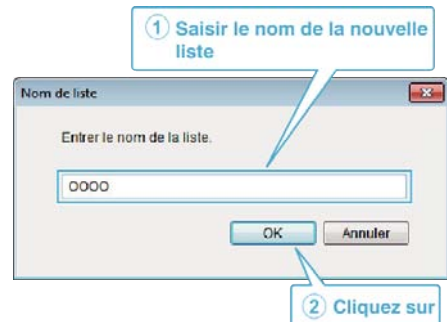 1 Saisir le nom de la nouvelle
liste
Nom de liste
Entrer le nom de la liste.
OOOO
OK Annuler
2 Cliquez sur